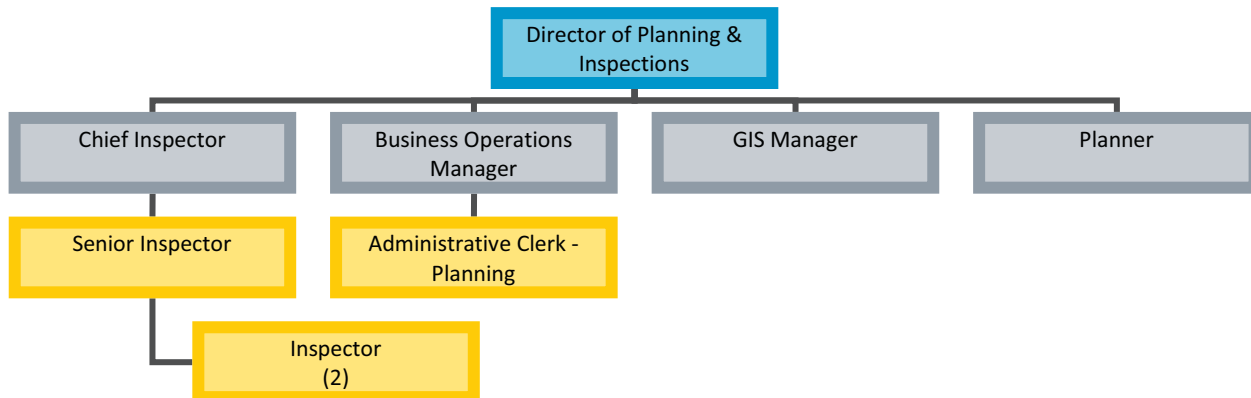 Director of Planning &
Inspections
Chief Inspector
Business Operations
Manager
GIS Manager
Planner
Senior Inspector
Administrative Clerk -
Planning
Inspector
(2)